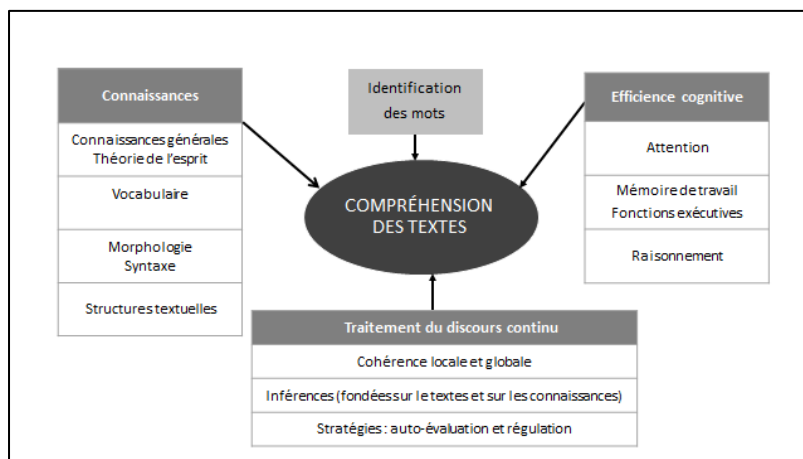 Connaissances
Connaissances générales
Théorie de l'esprit
Vocabulaire
Morphologie
Syntaxe
Structures textuelles
Identification
des mots
Efficience cognitive
Attention
Mémoire de travail
Fonctions exécutives
Raisonnement
COMPRÉHENSION
DES TEXTES
Traitement du discours continu
Cohérence locale et globale
Inférences (fondées sur le textes et sur les connaissances)
Stratégies : auto-évaluation et régulation